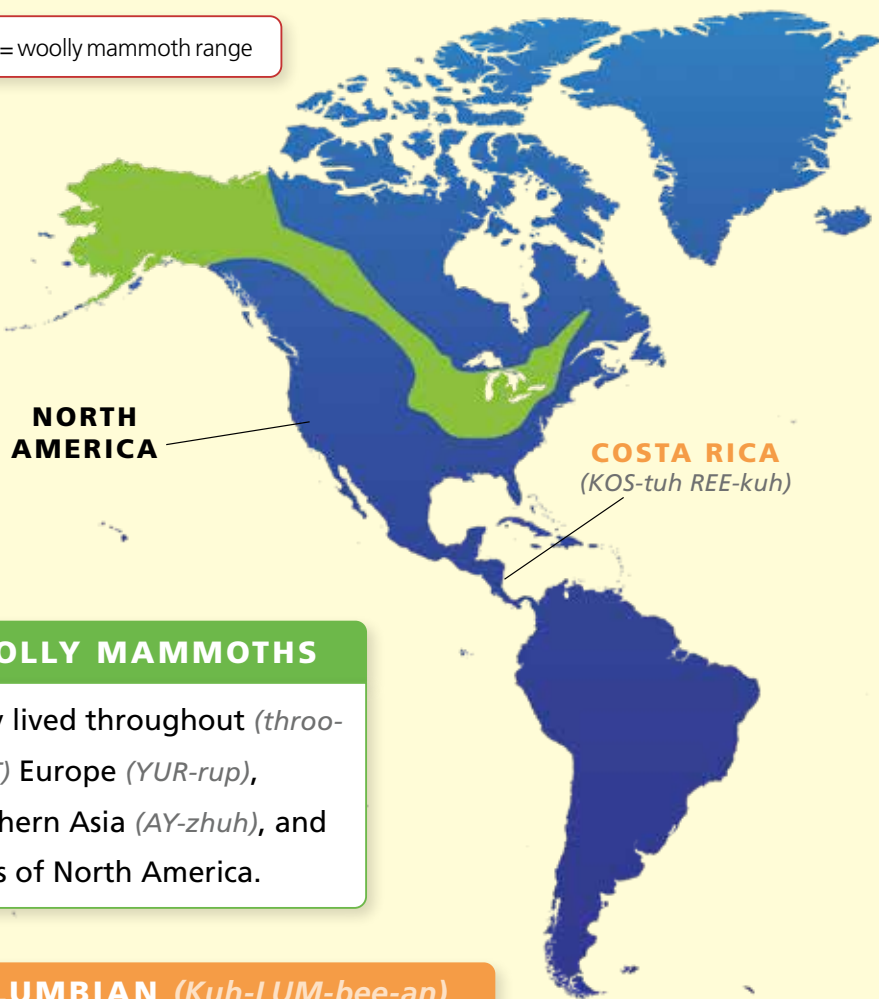 = woolly mammoth range
NORTH
AMERICA
COSTA RICA
(KOS-tuh REE-kuh)
OLLY MAMMOTHS
lived throughout (throo-
Europe (YUR-rup),
hern Asia (AY-zhuh), and
s of North America.
UMBIAN (Kuh-LUM-bee-an)